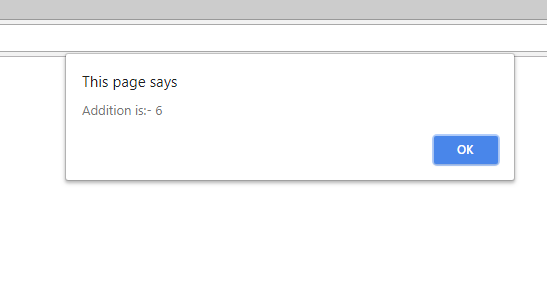 This page says
Addition is:- 6
OK